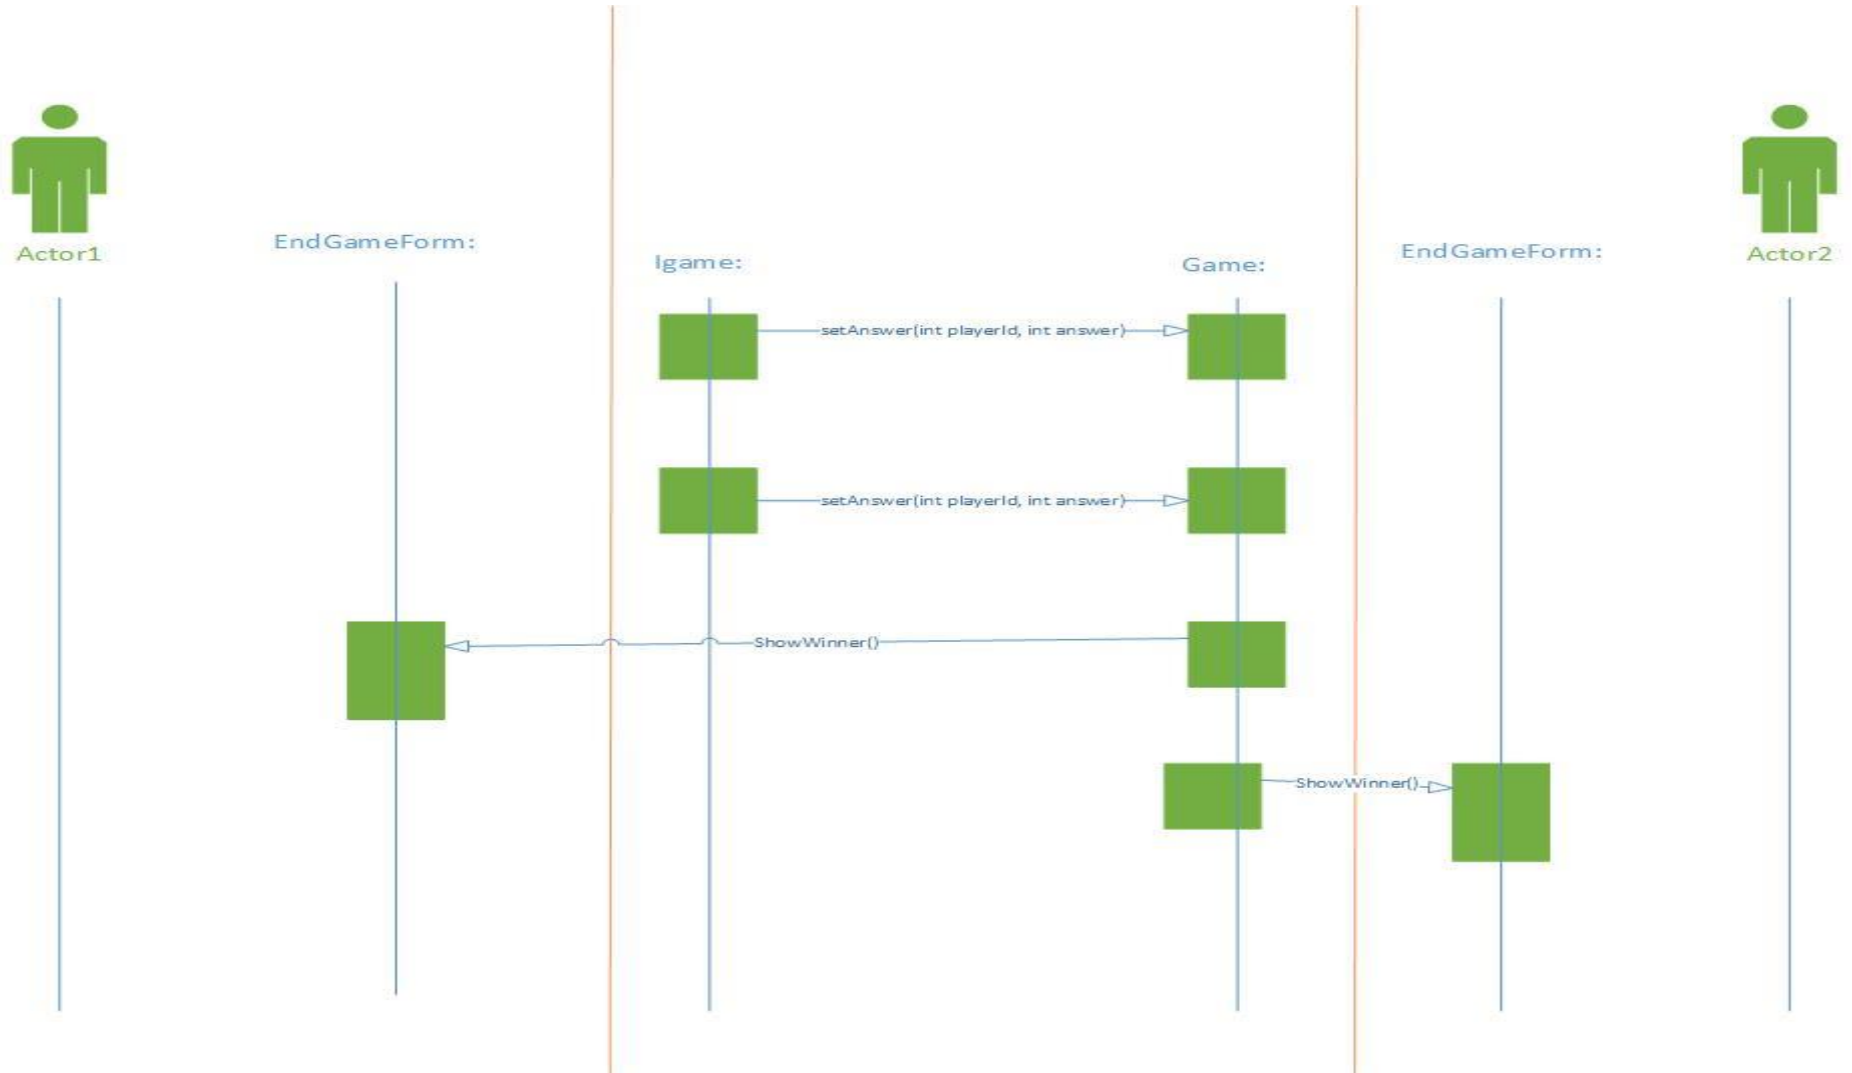 Actor1
EndGameForm:
Igame:
Game:
EndGameForm:
Actor2
setAnswer(int playerId, int answer)
setAnswer(int playerId, int answer)
ShowWinner()
ShowWinner()